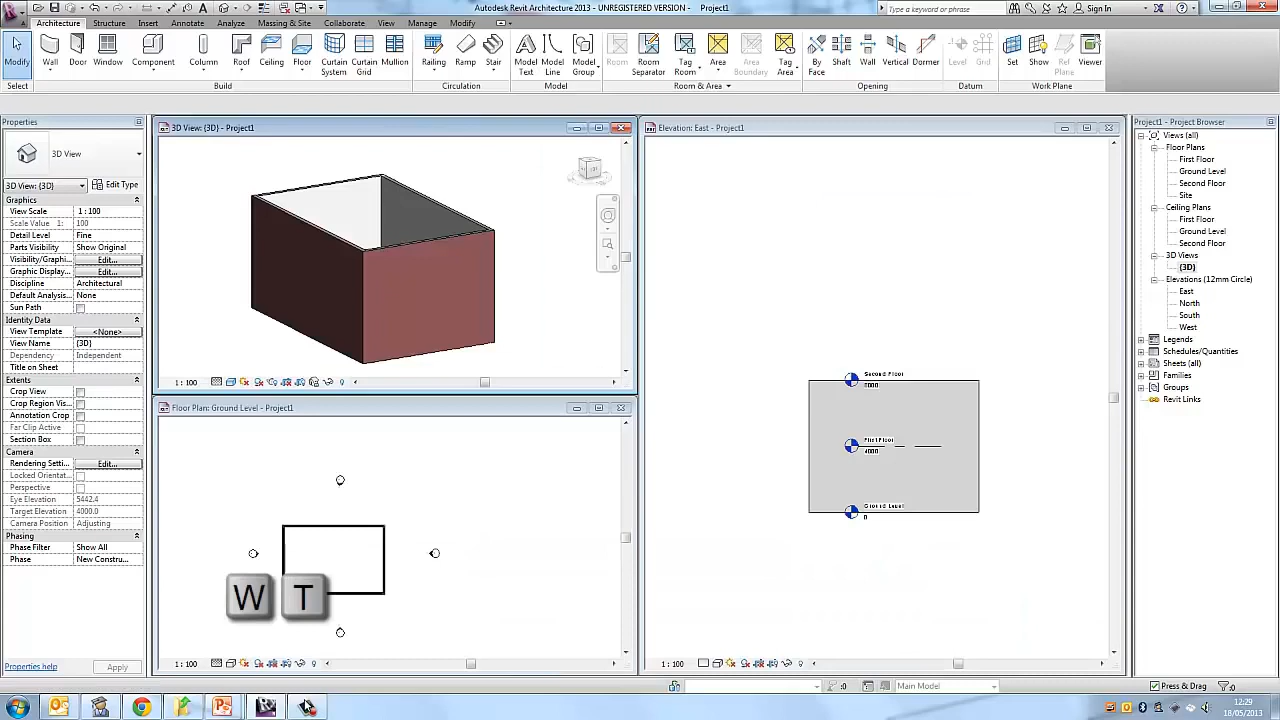 Autodesk Revit Architecture 2013 - UNREGISTERED VERSION - Project1
Type a keyword or phrase
Sign In
Architecture Structure Insert Annotate Analyze Massing & Site Collaborate View Manage Modify
Modify Wall Door Window Component Column Roof Ceiling Floor Curtain System Curtain Grid Mullion Railing Ramp Stair Model Text Model Line Model Group Room Room Separator Tag Room Area Area Boundary Tag Area By Face Shaft Wall Vertical Dormer Level Grid Set Show Ref Plane Viewer
Select Build Circulation Model Room & Area Opening Datum Work Plane
Properties
3D View
3D View: {3D} Edit Type
Graphics
View Scale 1 : 100
Scale Value 1: 100
Detail Level Fine
Parts Visibility Show Original
Visibility/Graphi... Edit...
Graphic Display... Edit...
Discipline Architectural
Default Analysis... None
Sun Path
Identity Data
View Template <None>
View Name {3D}
Dependency Independent
Title on Sheet
Extents
Crop View
Crop Region Vis...
Annotation Crop
Far Clip Active
Section Box
Camera
Rendering Setti... Edit...
Locked Orientat...
Perspective
Eye Elevation 5442.4
Target Elevation 4000.0
Camera Position Adjusting
Phasing
Phase Filter Show All
Phase New Constru...
Properties help Apply
3D View: {3D} - Project1
1 : 100
Floor Plan: Ground Level - Project1
W T
1 : 100
Elevation: East - Project1
Second Floor
8000
First Floor
4000
Ground Level
0
1 : 100
Project1 - Project Browser
Views (all)
Floor Plans
First Floor
Ground Level
Second Floor
Site
Ceiling Plans
First Floor
Ground Level
Second Floor
3D Views
{3D}
Elevations (12mm Circle)
East
North
South
West
Legends
Schedules/Quantities
Sheets (all)
Families
Groups
Revit Links
:0 Main Model Press & Drag :0
12:29
18/05/2013